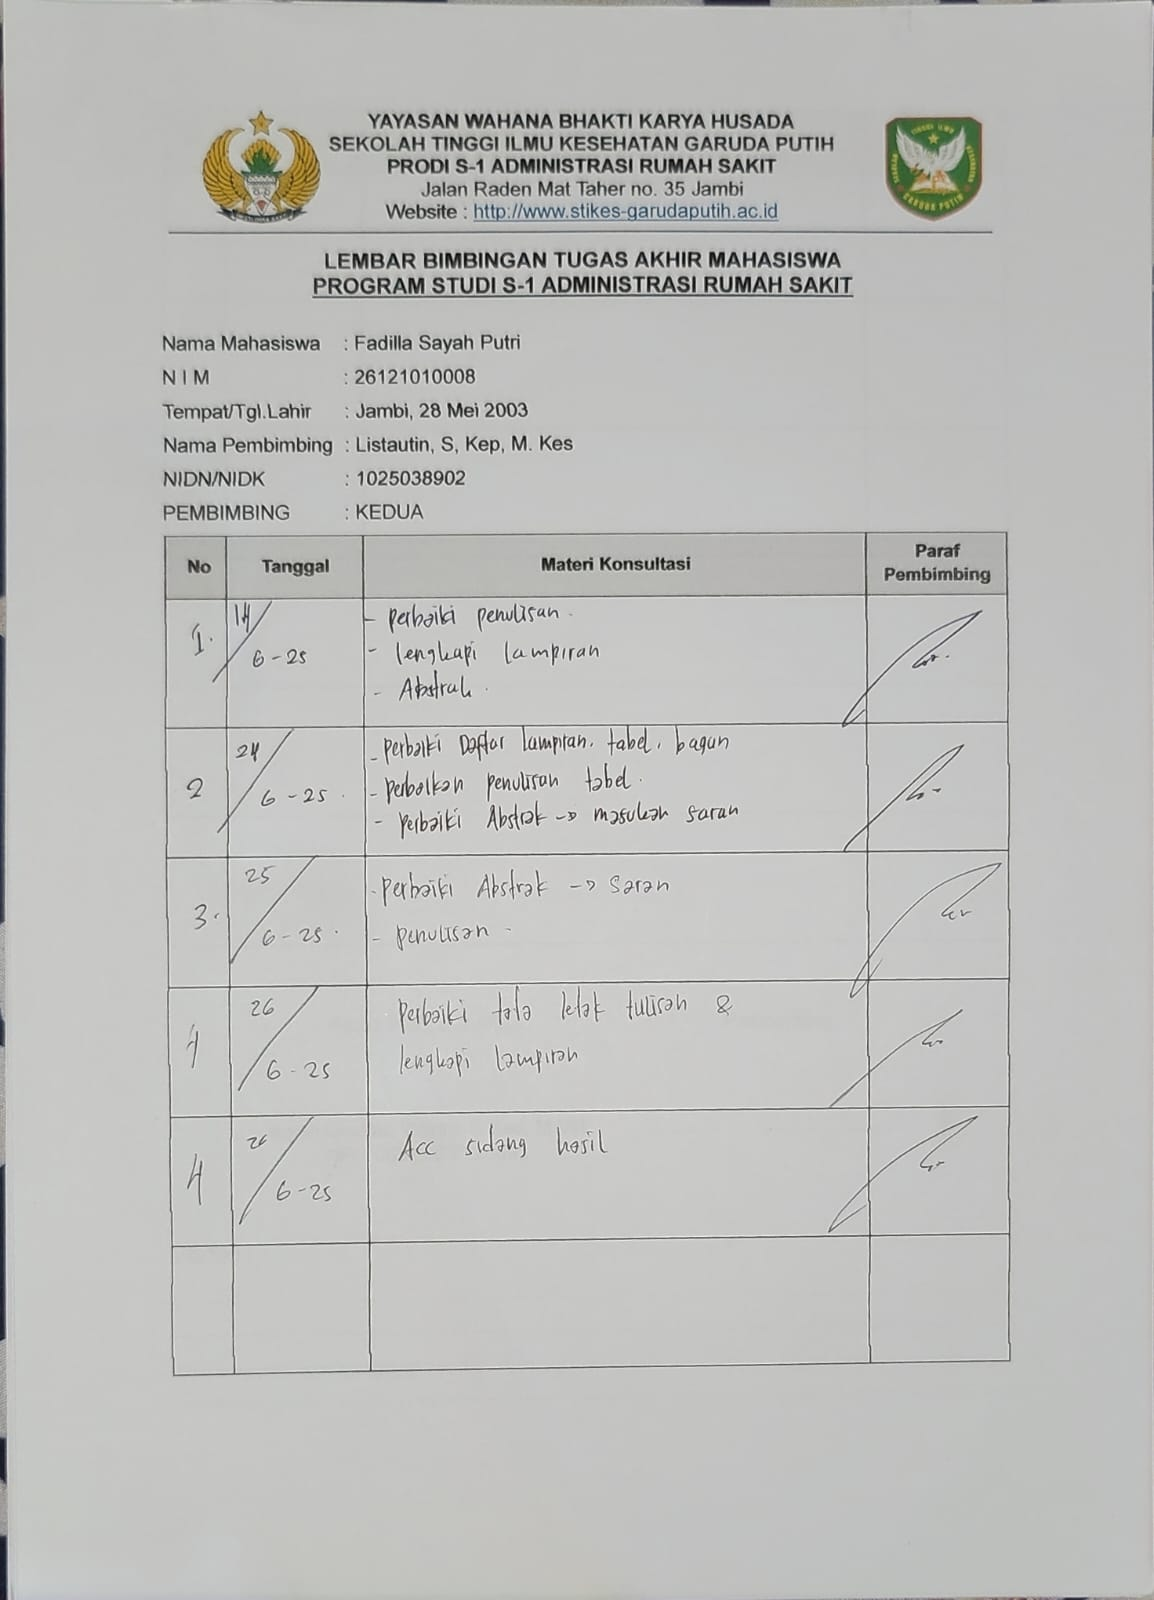 YAYASAN WAHANA BHAKTI KARYA HUSADA
SEKOLAH TINGGI ILMU KESEHATAN GARUDA PUTIH
PRODI S-1 ADMINISTRASI RUMAH SAKIT
Jalan Raden Mat Taher no. 35 Jambi
Website : http://www.stikes-garudaputih.ac.id
GARUDA PUTIH
LEMBAR BIMBINGAN TUGAS AKHIR MAHASISWA
PROGRAM STUDI S-1 ADMINISTRASI RUMAH SAKIT
Nama Mahasiswa : Fadilla Sayah Putri
N I M : 26121010008
Tempat/Tgl.Lahir : Jambi, 28 Mei 2003
Nama Pembimbing : Listautin, S, Kep, M. Kes
NIDN/NIDK : 1025038902
PEMBIMBING : KEDUA
No Tanggal Materi Konsultasi Paraf Pembimbing
1. / 6-25 - perbaiki penulisan.
- lengkapi lampiran
- Abstrak.
2 24/6-25. - perbaiki Daftar lampiran, tabel, bagan
- perbaikan penulisan tabel.
- perbaiki Abstrak -> masukan saran
3. 25/6-25. - perbaiki Abstrak -> saran
- penulisan -
26/6-25 perbaiki tata letak tulisan &
lengkapi lampiran
4 26/6-25 Acc sidang hasil